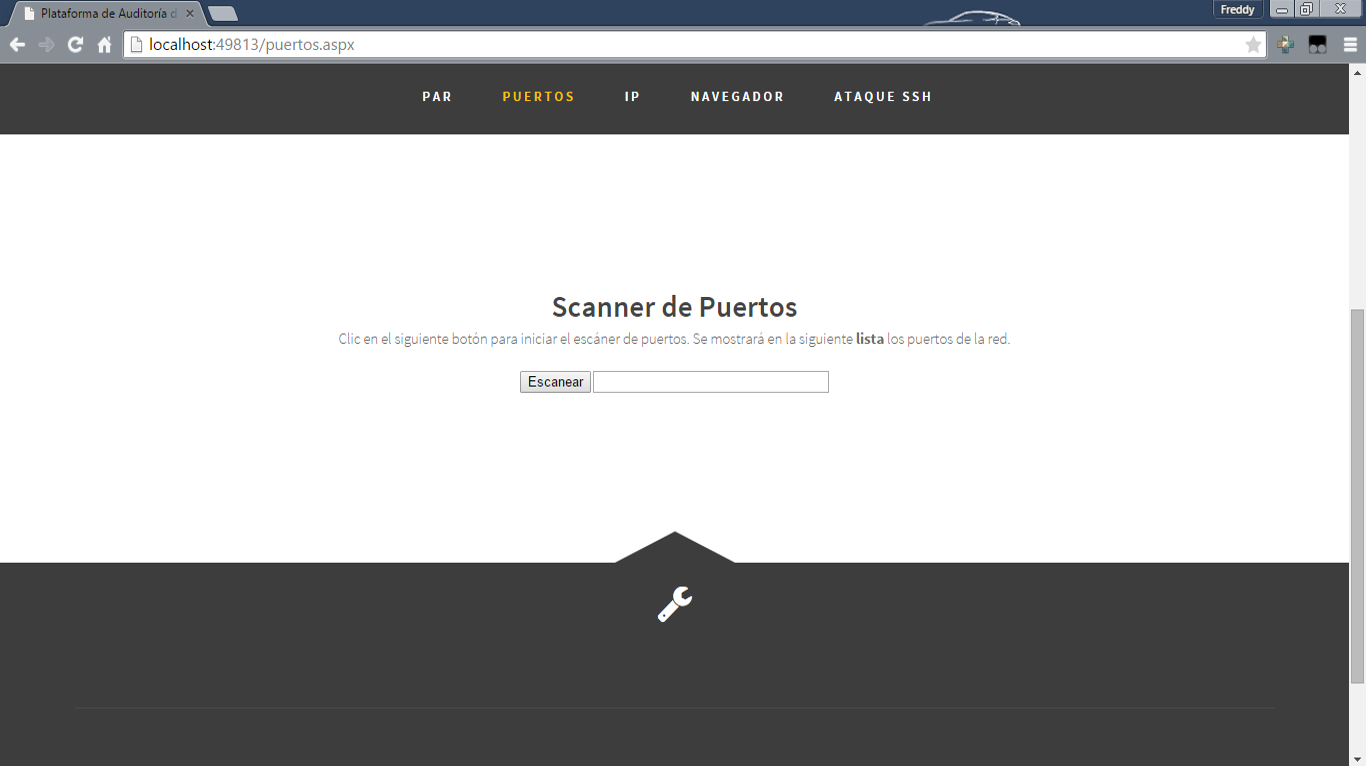 Plataforma de Auditoría d
Freddy
localhost:49813/puertos.aspx
PAR PUERTOS IP NAVEGADOR ATAQUE SSH
Scanner de Puertos
Clic en el siguiente botón para iniciar el escáner de puertos. Se mostrará en la siguiente lista los puertos de la red.
Escanear